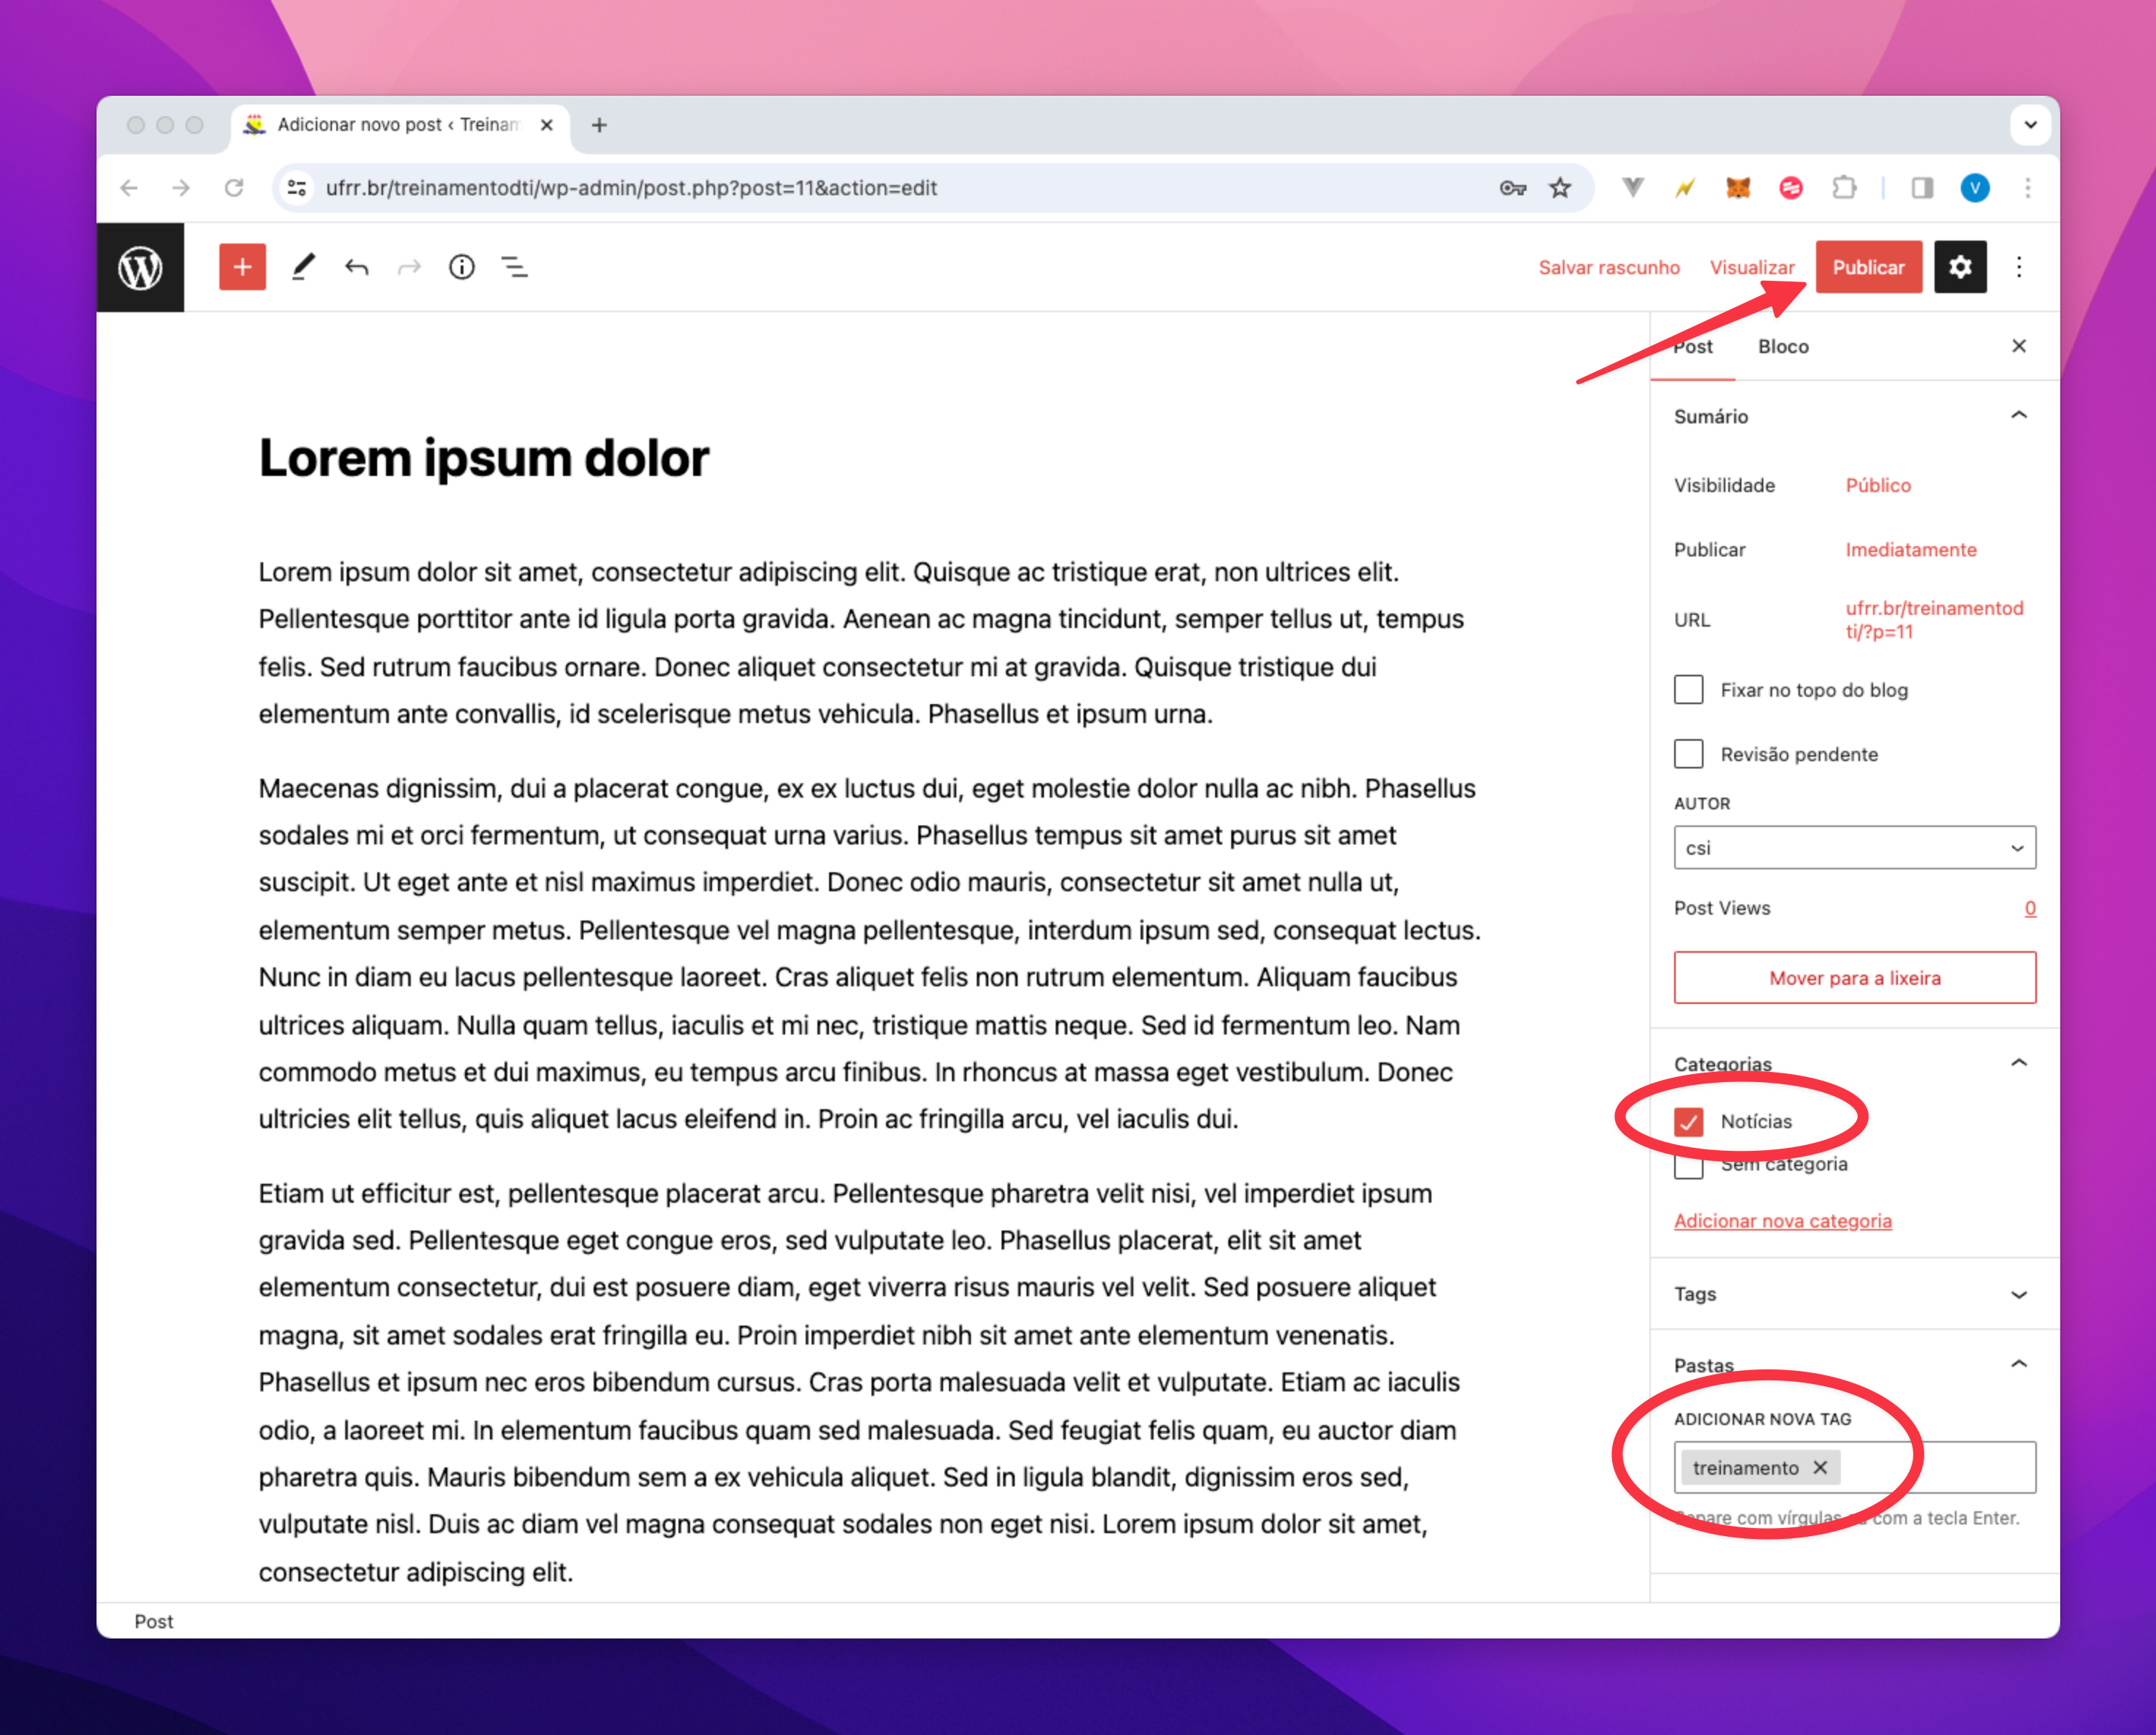 Adicionar novo post ‹ Treinam
ufrr.br/treinamentodti/wp-admin/post.php?post=11&action=edit
V
Salvar rascunho
Visualizar
Publicar
Post
Bloco
Lorem ipsum dolor
Lorem ipsum dolor sit amet, consectetur adipiscing elit. Quisque ac tristique erat, non ultrices elit.
Pellentesque porttitor ante id ligula porta gravida. Aenean ac magna tincidunt, semper tellus ut, tempus
felis. Sed rutrum faucibus ornare. Donec aliquet consectetur mi at gravida. Quisque tristique dui
elementum ante convallis, id scelerisque metus vehicula. Phasellus et ipsum urna.
Maecenas dignissim, dui a placerat congue, ex ex luctus dui, eget molestie dolor nulla ac nibh. Phasellus
sodales mi et orci fermentum, ut consequat urna varius. Phasellus tempus sit amet purus sit amet
suscipit. Ut eget ante et nisl maximus imperdiet. Donec odio mauris, consectetur sit amet nulla ut,
elementum semper metus. Pellentesque vel magna pellentesque, interdum ipsum sed, consequat lectus.
Nunc in diam eu lacus pellentesque laoreet. Cras aliquet felis non rutrum elementum. Aliquam faucibus
ultrices aliquam. Nulla quam tellus, iaculis et mi nec, tristique mattis neque. Sed id fermentum leo. Nam
commodo metus et dui maximus, eu tempus arcu finibus. In rhoncus at massa eget vestibulum. Donec
ultricies elit tellus, quis aliquet lacus eleifend in. Proin ac fringilla arcu, vel iaculis dui.
Etiam ut efficitur est, pellentesque placerat arcu. Pellentesque pharetra velit nisi, vel imperdiet ipsum
gravida sed. Pellentesque eget congue eros, sed vulputate leo. Phasellus placerat, elit sit amet
elementum consectetur, dui est posuere diam, eget viverra risus mauris vel velit. Sed posuere aliquet
magna, sit amet sodales erat fringilla eu. Proin imperdiet nibh sit amet ante elementum venenatis.
Phasellus et ipsum nec eros bibendum cursus. Cras porta malesuada velit et vulputate. Etiam ac iaculis
odio, a laoreet mi. In elementum faucibus quam sed malesuada. Sed feugiat felis quam, eu auctor diam
pharetra quis. Mauris bibendum sem a ex vehicula aliquet. Sed in ligula blandit, dignissim eros sed,
vulputate nisl. Duis ac diam vel magna consequat sodales non eget nisi. Lorem ipsum dolor sit amet,
consectetur adipiscing elit.
Sumário
Visibilidade
Público
Publicar
Imediatamente
URL
ufrr.br/treinamentod
ti/?p=11
Fixar no topo do blog
Revisão pendente
AUTOR
csi
Post Views
0
Mover para a lixeira
Categorias
Notícias
Sem categoria
Adicionar nova categoria
Tags
Pastas
ADICIONAR NOVA TAG
treinamento
Separe com vírgulas ou com a tecla Enter.
Post